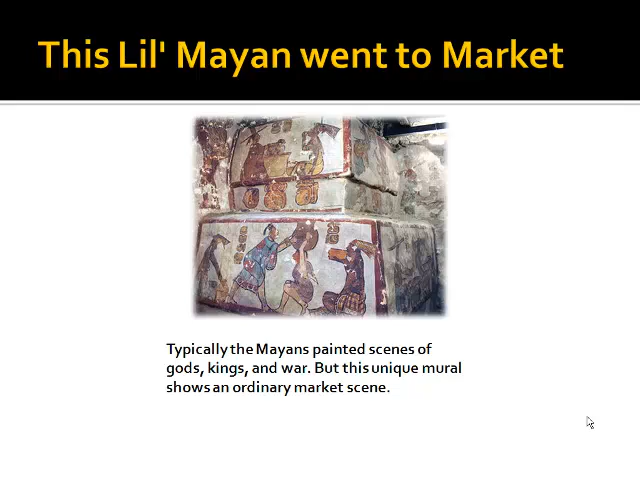 This Lil' Mayan went to Market
Typically the Mayans painted scenes of
gods, kings, and war. But this unique mural
shows an ordinary market scene.